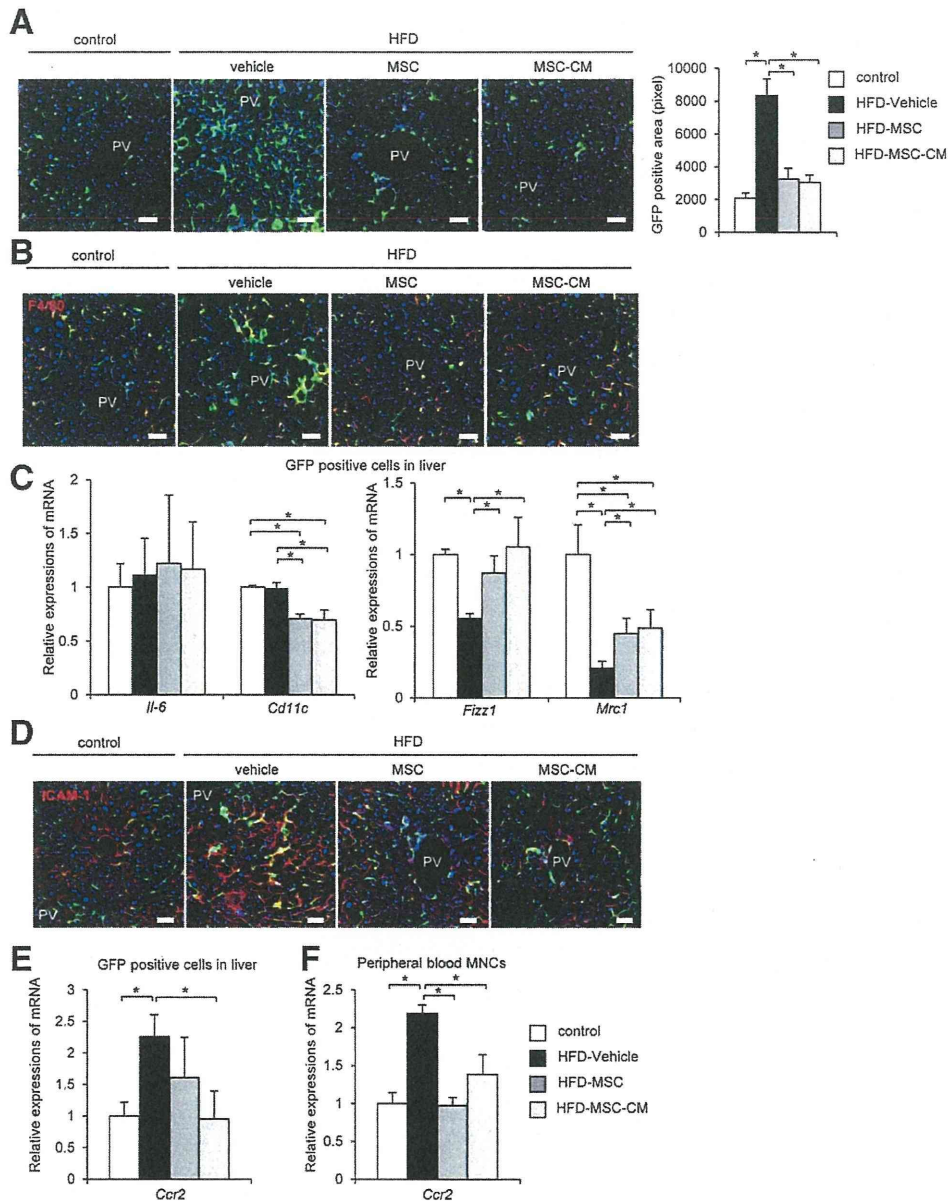 A
control
HFD
vehicle
MSC
MSC-CM
PV
PV
PV
PV
GFP positive area (pixel)
10000
8000
6000
4000
2000
0
* *
*
control
HFD-Vehicle
HFD-MSC
HFD-MSC-CM
B
control
HFD
vehicle
MSC
MSC-CM
F4/80
PV
PV
PV
PV
C
GFP positive cells in liver
Relative expressions of mRNA
2
1.5
1
0.5
0
*
*
*
*
Il-6
Cd11c
Relative expressions of mRNA
1.5
1
0.5
0
* *
*
*
*
* *
*
Fizz1
Mrc1
D
control
HFD
vehicle
MSC
MSC-CM
ICAM-1
PV
PV
PV
PV
E
GFP positive cells in liver
Relative expressions of mRNA
3
2.5
2
1.5
1
0.5
0
* *
Ccr2
F
Peripheral blood MNCs
Relative expressions of mRNA
2.5
2
1.5
1
0.5
0
* *
*
Ccr2
control
HFD-Vehicle
HFD-MSC
HFD-MSC-CM